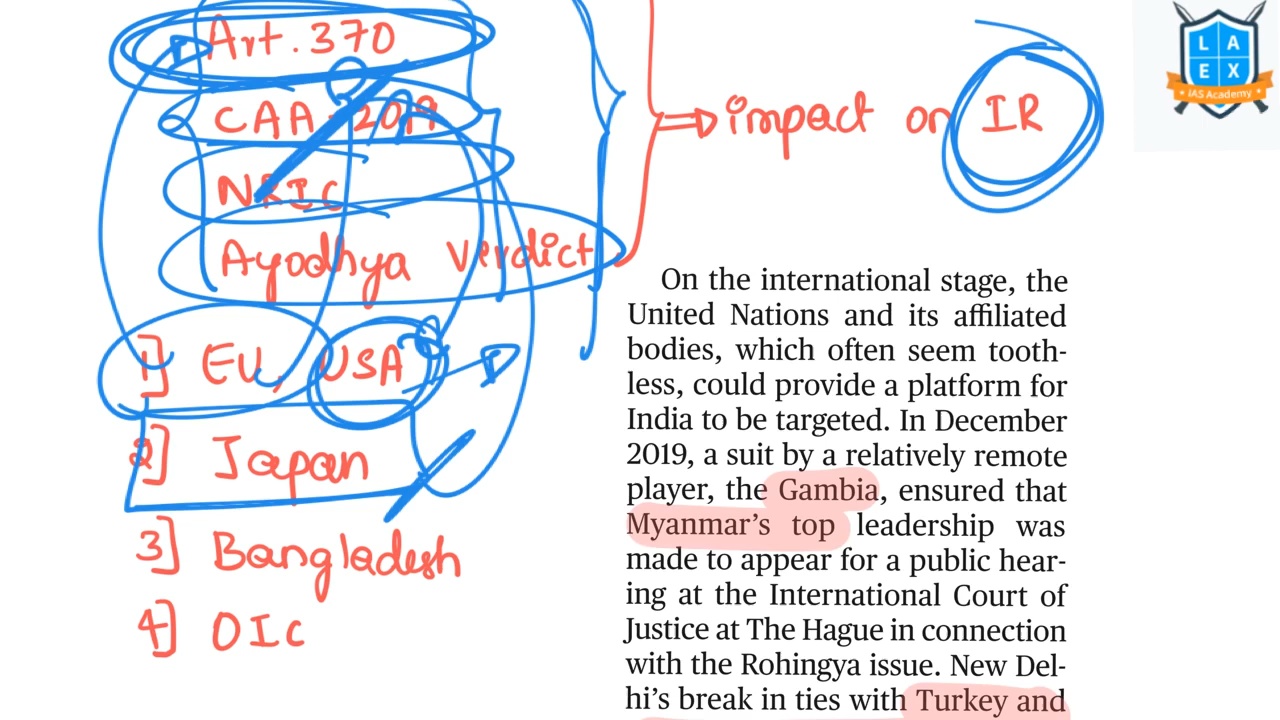 Art. 370
CAA - 2019
NRIC
Ayodhya Verdict
⇒ impact on IR
1] EU, USA
2] Japan
3] Bangladesh
4] OIC
LA
EX
IAS Academy
On the international stage, the
United Nations and its affiliated
bodies, which often seem tooth-
less, could provide a platform for
India to be targeted. In December
2019, a suit by a relatively remote
player, the Gambia, ensured that
Myanmar's top leadership was
made to appear for a public hear-
ing at the International Court of
Justice at The Hague in connection
with the Rohingya issue. New Del-
hi's break in ties with Turkey and